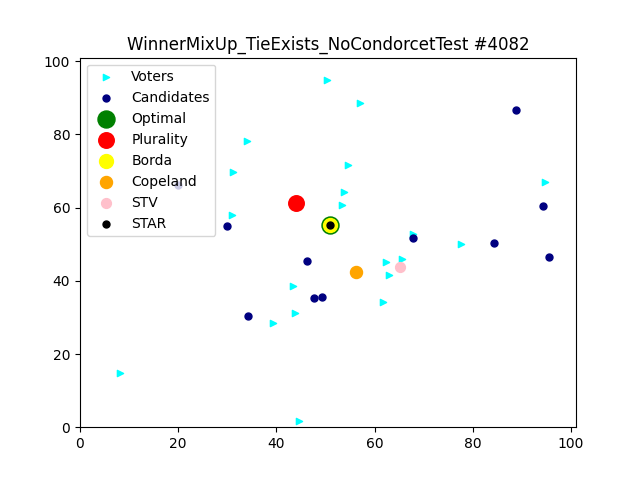 WinnerMixUp_TieExists_NoCondorcetTest #4082
100
80
60
40
20
0
Voters
Candidates
Optimal
Plurality
Borda
Copeland
STV
STAR
0 20 40 60 80 100